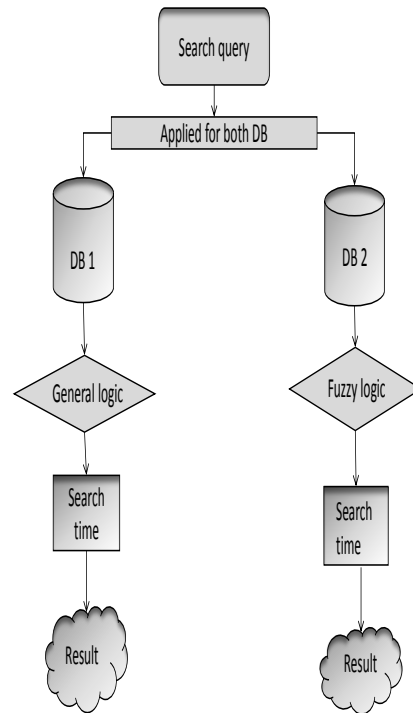 Search query
Applied for both DB
DB 1
DB 2
General logic
Fuzzy logic
Search
time
Search
time
Result
Result